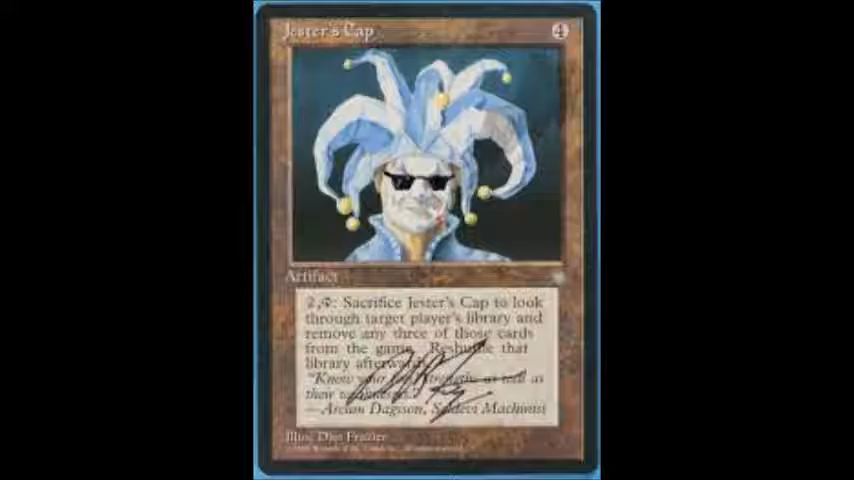 Jester's Cap 4
Artifact
2, : Sacrifice Jester's Cap to look
through target player's library and
remove any three of those cards
from the game. Reshuffle that
library afterward.
"Know your strengths as well as
their
—Arcum Dagsson, Soldevi Machinist
Illus. Dan Frazier